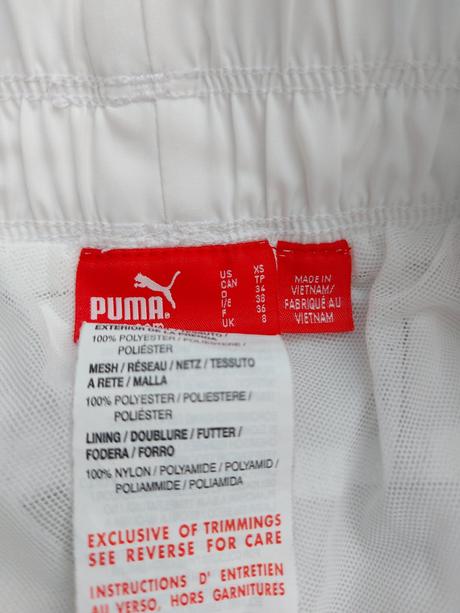 PUMA
US XS
CAN TP
D 34
I/E 38
F 36
UK 8
MADE IN
VIETNAM/
FABRIQUÉ AU
VIETNAM
100% POLYESTER / POLIESTERE /
POLIÉSTER
MESH / RÉSEAU / NETZ / TESSUTO
A RETE / MALLA
100% POLYESTER / POLIESTERE /
POLIÉSTER
LINING / DOUBLURE / FUTTER /
FODERA / FORRO
100% NYLON / POLYAMIDE / POLYAMID /
POLIAMMIDE / POLIAMIDA
EXCLUSIVE OF TRIMMINGS
SEE REVERSE FOR CARE
INSTRUCTIONS D' ENTRETIEN
AU VERSO, HORS GARNITURES